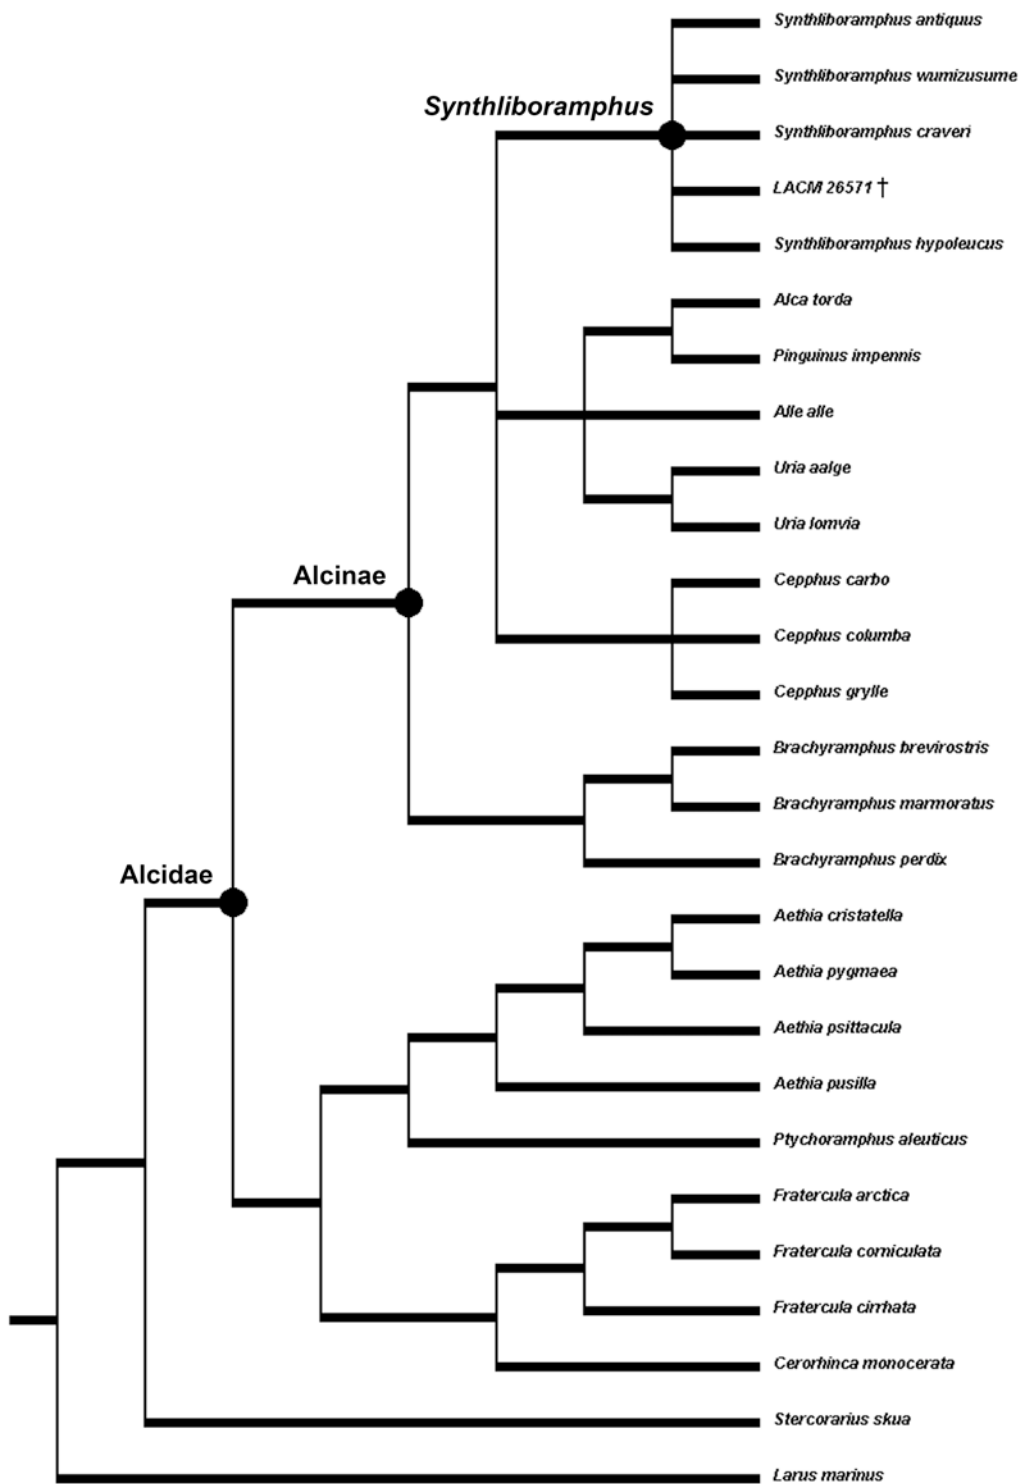 Synthliboramphus antiquus
Synthliboramphus wumizusume
Synthliboramphus
Synthliboramphus craveri
LACM 26571 †
Synthliboramphus hypoleucus
Alca torda
Pinguinus impennis
Alle alle
Uria aalge
Uria lomvia
Alcinae
Cepphus carbo
Cepphus columba
Cepphus grylle
Brachyramphus brevirostris
Brachyramphus marmoratus
Brachyramphus perdix
Alcidae
Aethia cristatella
Aethia pygmaea
Aethia psittacula
Aethia pusilla
Ptychoramphus aleuticus
Fratercula arctica
Fratercula corniculata
Fratercula cirrhata
Cerorhinca monocerata
Stercorarius skua
Larus marinus